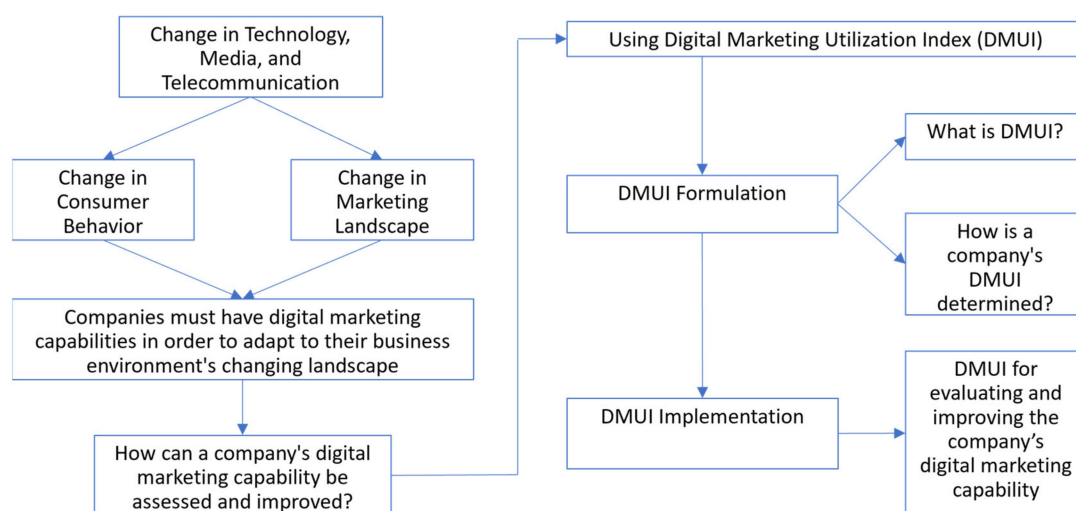 Change in Technology,
Media, and
Telecommunication
Change in
Consumer
Behavior
Change in
Marketing
Landscape
Companies must have digital marketing
capabilities in order to adapt to their business
environment's changing landscape
How can a company's digital
marketing capability be
assessed and improved?
Using Digital Marketing Utilization Index (DMUI)
DMUI Formulation
What is DMUI?
How is a
company's
DMUI
determined?
DMUI Implementation
DMUI for
evaluating and
improving the
company’s
digital marketing
capability